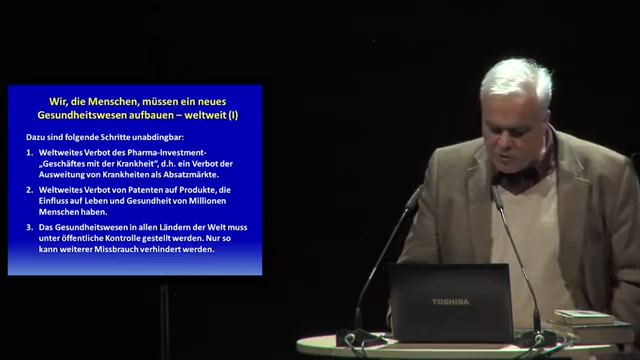 Wir, die Menschen, müssen ein neues
Gesundheitswesen aufbauen – weltweit (I)
Dazu sind folgende Schritte unabdingbar:
1. Weltweites Verbot des Pharma-Investment-
„Geschäftes mit der Krankheit“, d.h. ein Verbot der
Ausweitung von Krankheiten als Absatzmärkte.
2. Weltweites Verbot von Patenten auf Produkte, die
Einfluss auf Leben und Gesundheit von Millionen
Menschen haben.
3. Das Gesundheitswesen in allen Ländern der Welt muss
unter öffentliche Kontrolle gestellt werden. Nur so
kann weiterer Missbrauch verhindert werden.
TOSHIBA